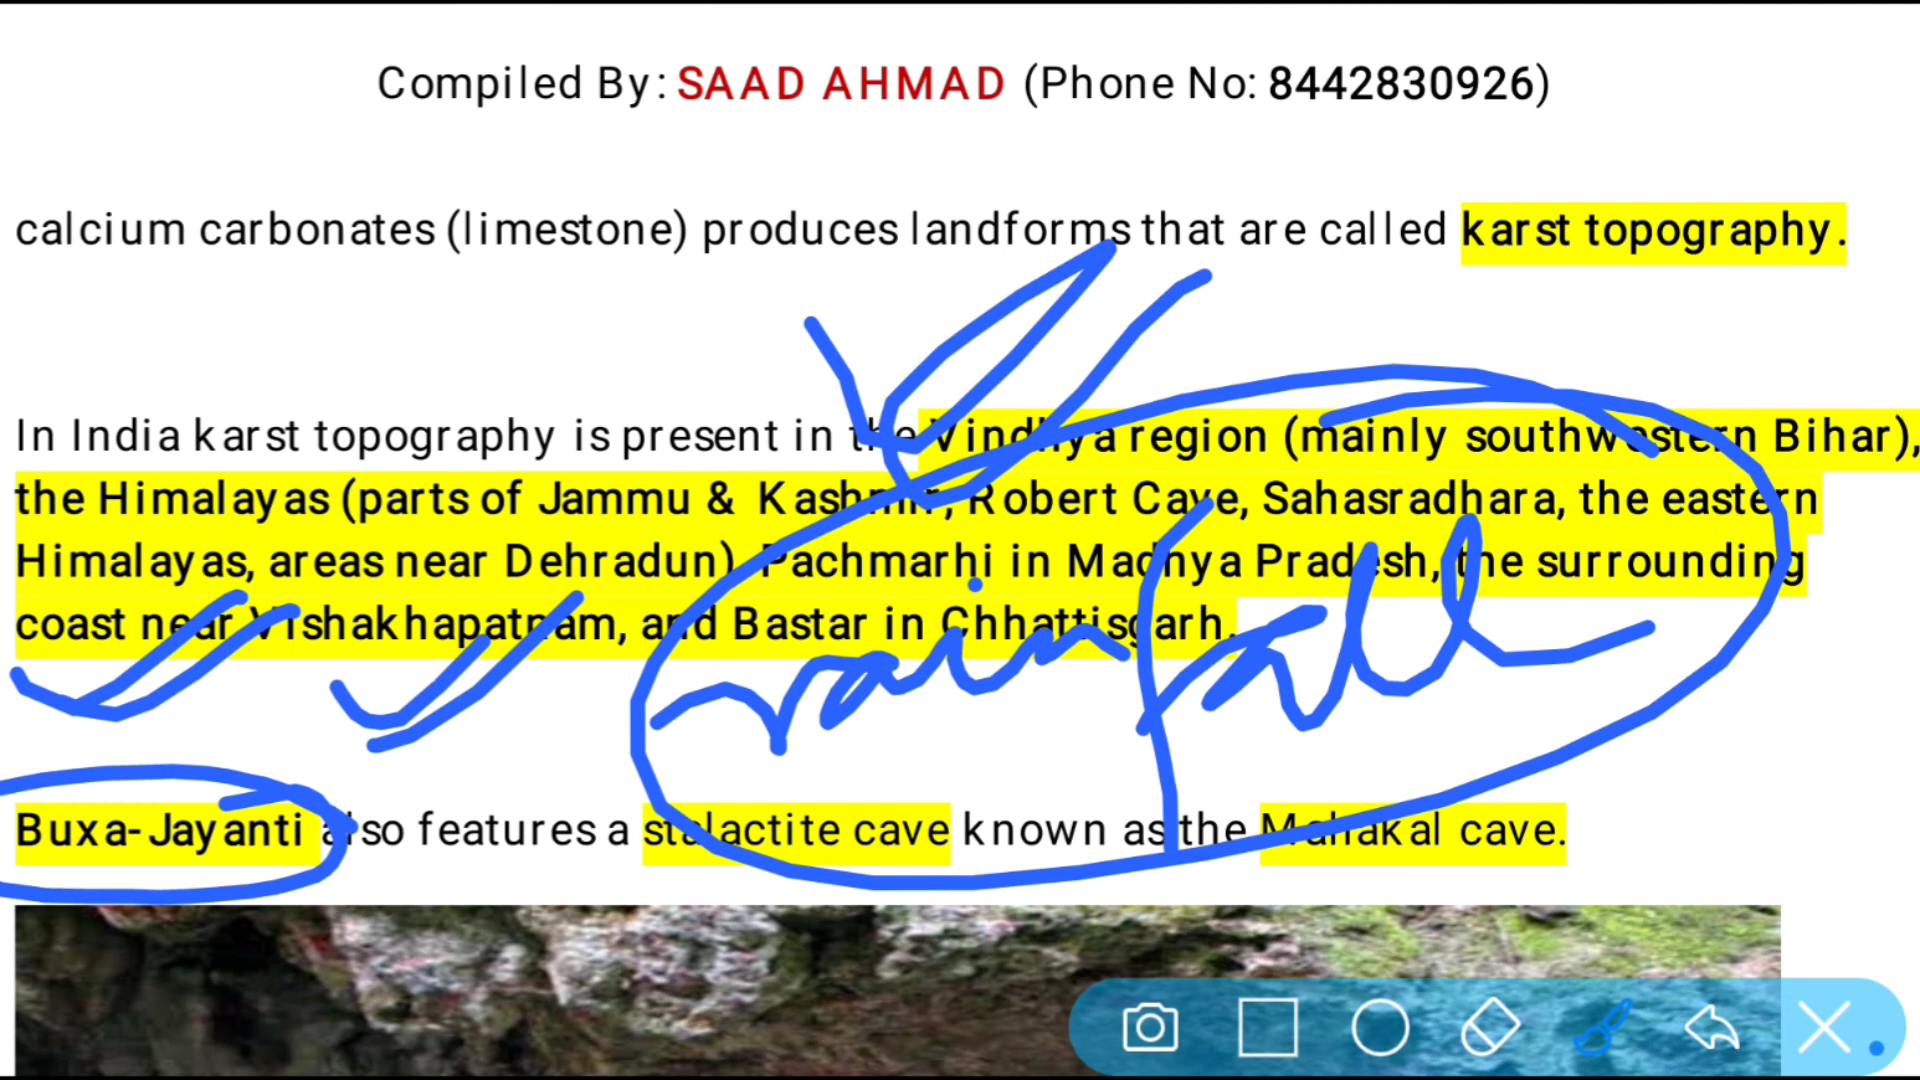 Compiled By: SAAD AHMAD (Phone No: 8442830926)
calcium carbonates (limestone) produces landforms that are called karst topography.
In India karst topography is present in the Vindhya region (mainly southwestern Bihar),
the Himalayas (parts of Jammu & Kashmir, Robert Cave, Sahasradhara, the eastern
Himalayas, areas near Dehradun), Pachmarhi in Madhya Pradesh, the surrounding
coast near Vishakhapatnam, and Bastar in Chhattisgarh.
rainfall
Buxa-Jayanti also features a stalactite cave known as the Mahakal cave.